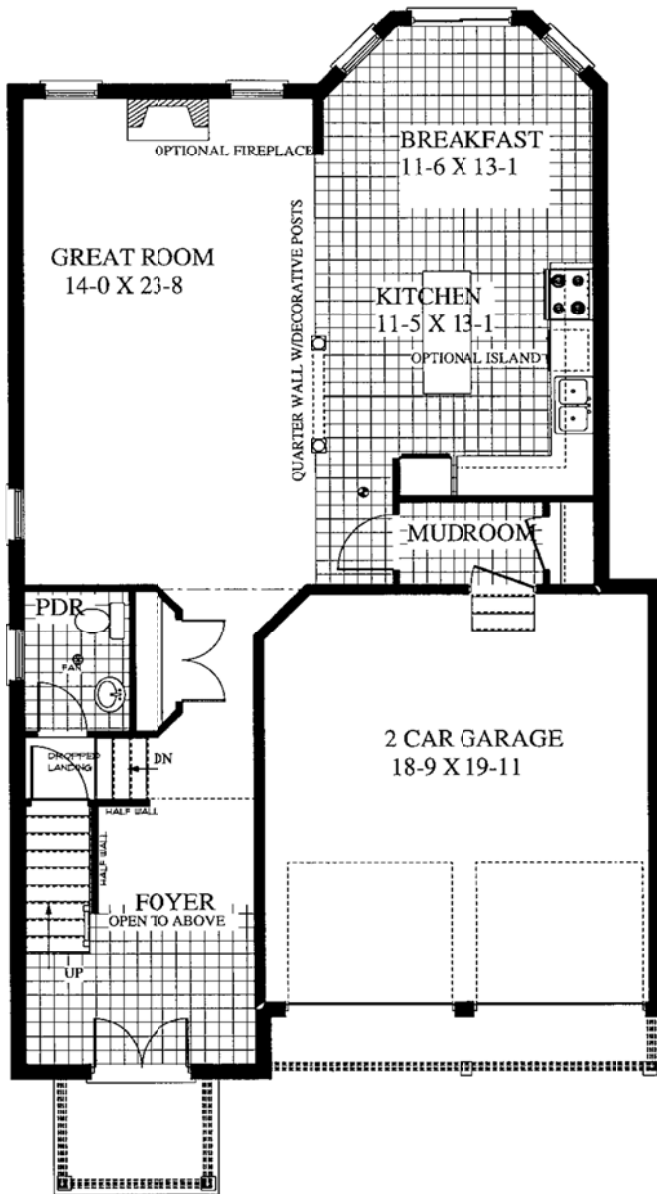 BREAKFAST
11-6 X 13-1
OPTIONAL FIREPLACE
GREAT ROOM
14-0 X 23-8
QUARTER WALL W/DECORATIVE POSTS
KITCHEN
11-5 X 13-1
OPTIONAL ISLAND
MUDROOM
PDR
FAN
2 CAR GARAGE
18-9 X 19-11
DROPPED
LANDING
DN
HALF WALL
HALF WALL
FOYER
OPEN TO ABOVE
UP